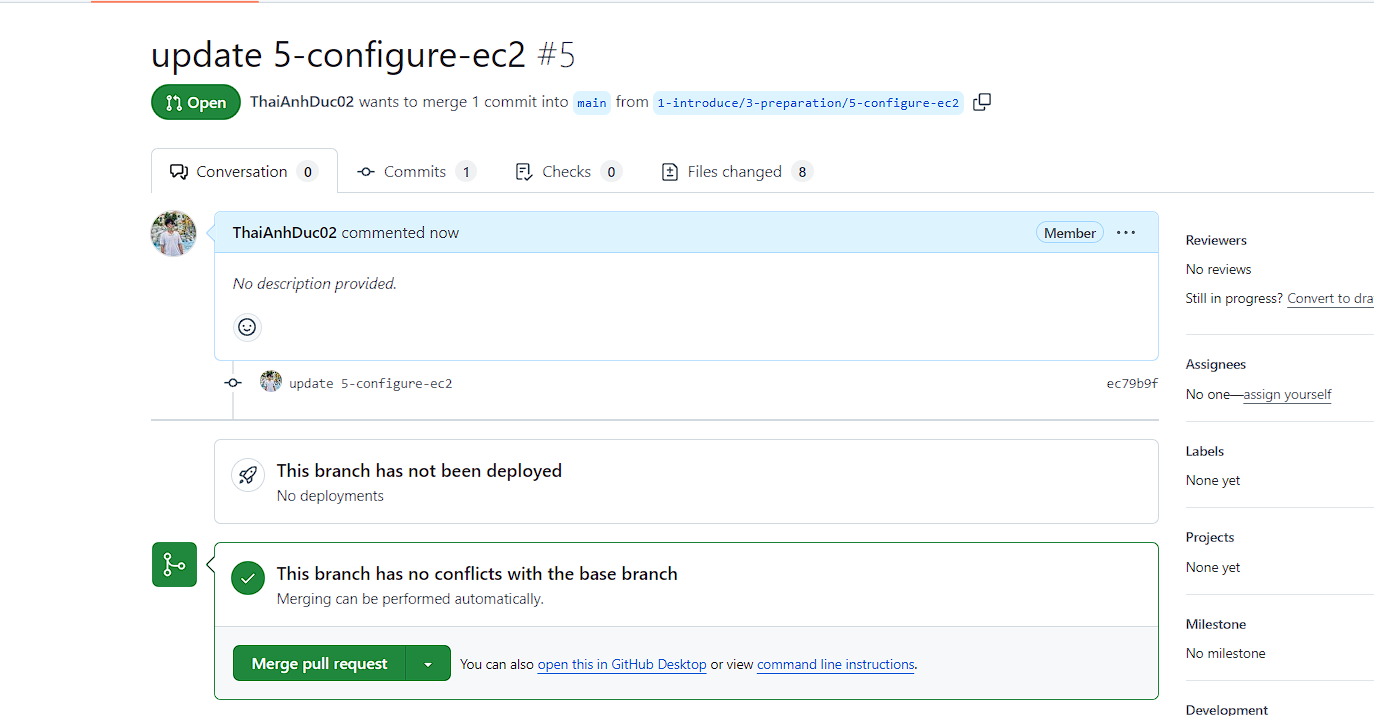 update 5-configure-ec2 #5
Open ThaiAnhDuc02 wants to merge 1 commit into main from 1-introduce/3-preparation/5-configure-ec2
Conversation 0 Commits 1 Checks 0 Files changed 8
ThaiAnhDuc02 commented now Member
No description provided.
update 5-configure-ec2 ec79b9f
This branch has not been deployed
No deployments
This branch has no conflicts with the base branch
Merging can be performed automatically.
Merge pull request You can also open this in GitHub Desktop or view command line instructions.
Reviewers
No reviews
Still in progress? Convert to dra
Assignees
No one—assign yourself
Labels
None yet
Projects
None yet
Milestone
No milestone
Development